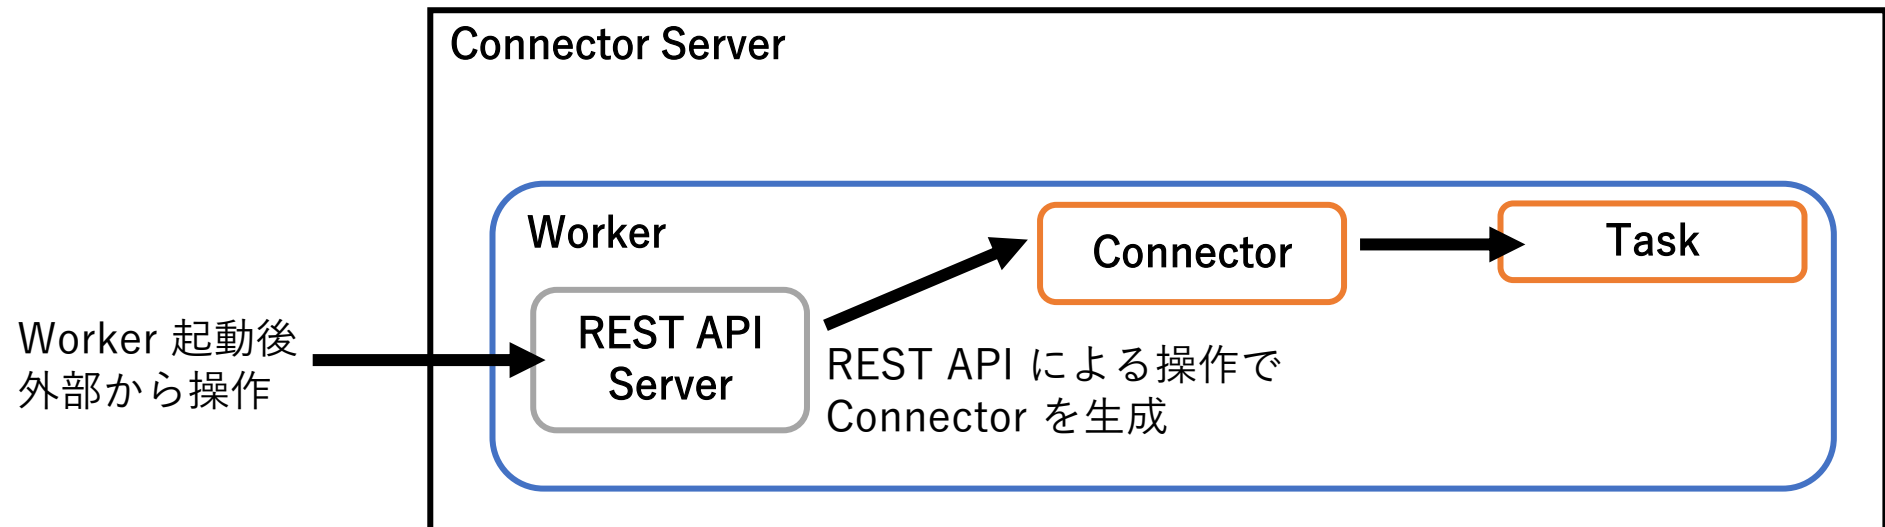 Connector Server
Worker
Connector
Task
REST API
Server
Worker 起動後
外部から操作
REST API による操作で
Connector を生成